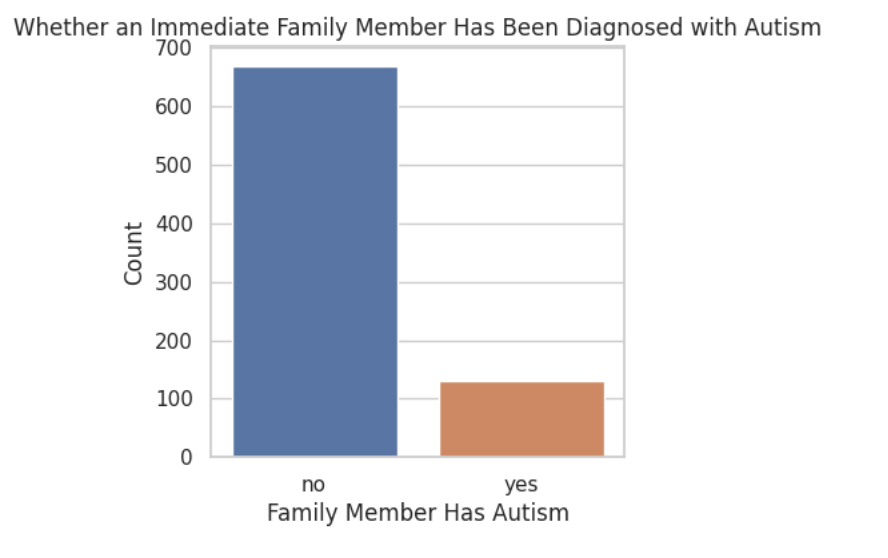 Whether an Immediate Family Member Has Been Diagnosed with Autism
700
600
500
400
300
200
100
0
Count
no yes
Family Member Has Autism